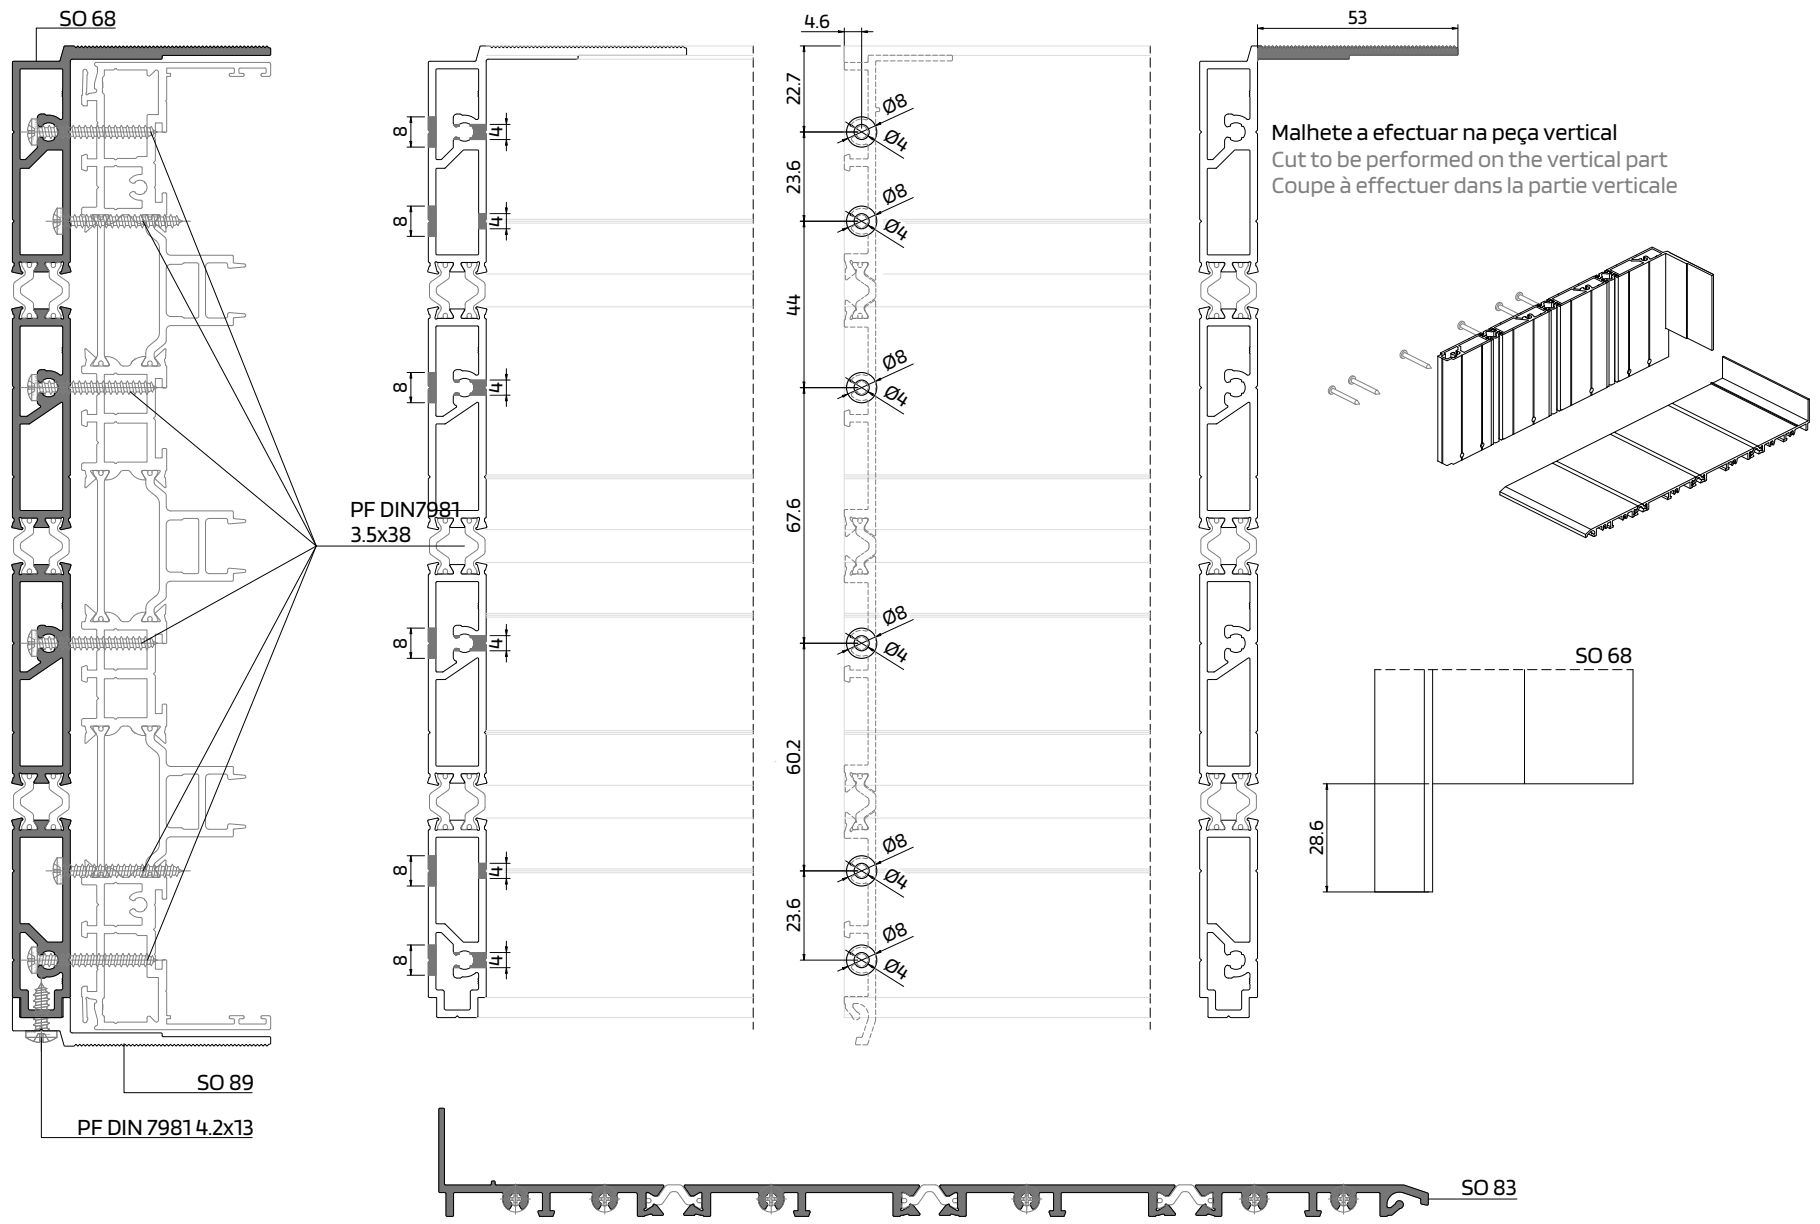 SO 68
4.6
53
22.7
Ø8
Ø4
8
4
Malhete a efectuar na peça vertical
Cut to be performed on the vertical part
Coupe à effectuer dans la partie verticale
23.6
Ø8
Ø4
8
4
44
Ø8
Ø4
8
4
PF DIN7981
3.5x38
67.6
Ø8
Ø4
8
4
SO 68
60.2
28.6
Ø8
Ø4
8
4
23.6
Ø8
Ø4
8
4
SO 89
PF DIN 7981 4.2x13
SO 83